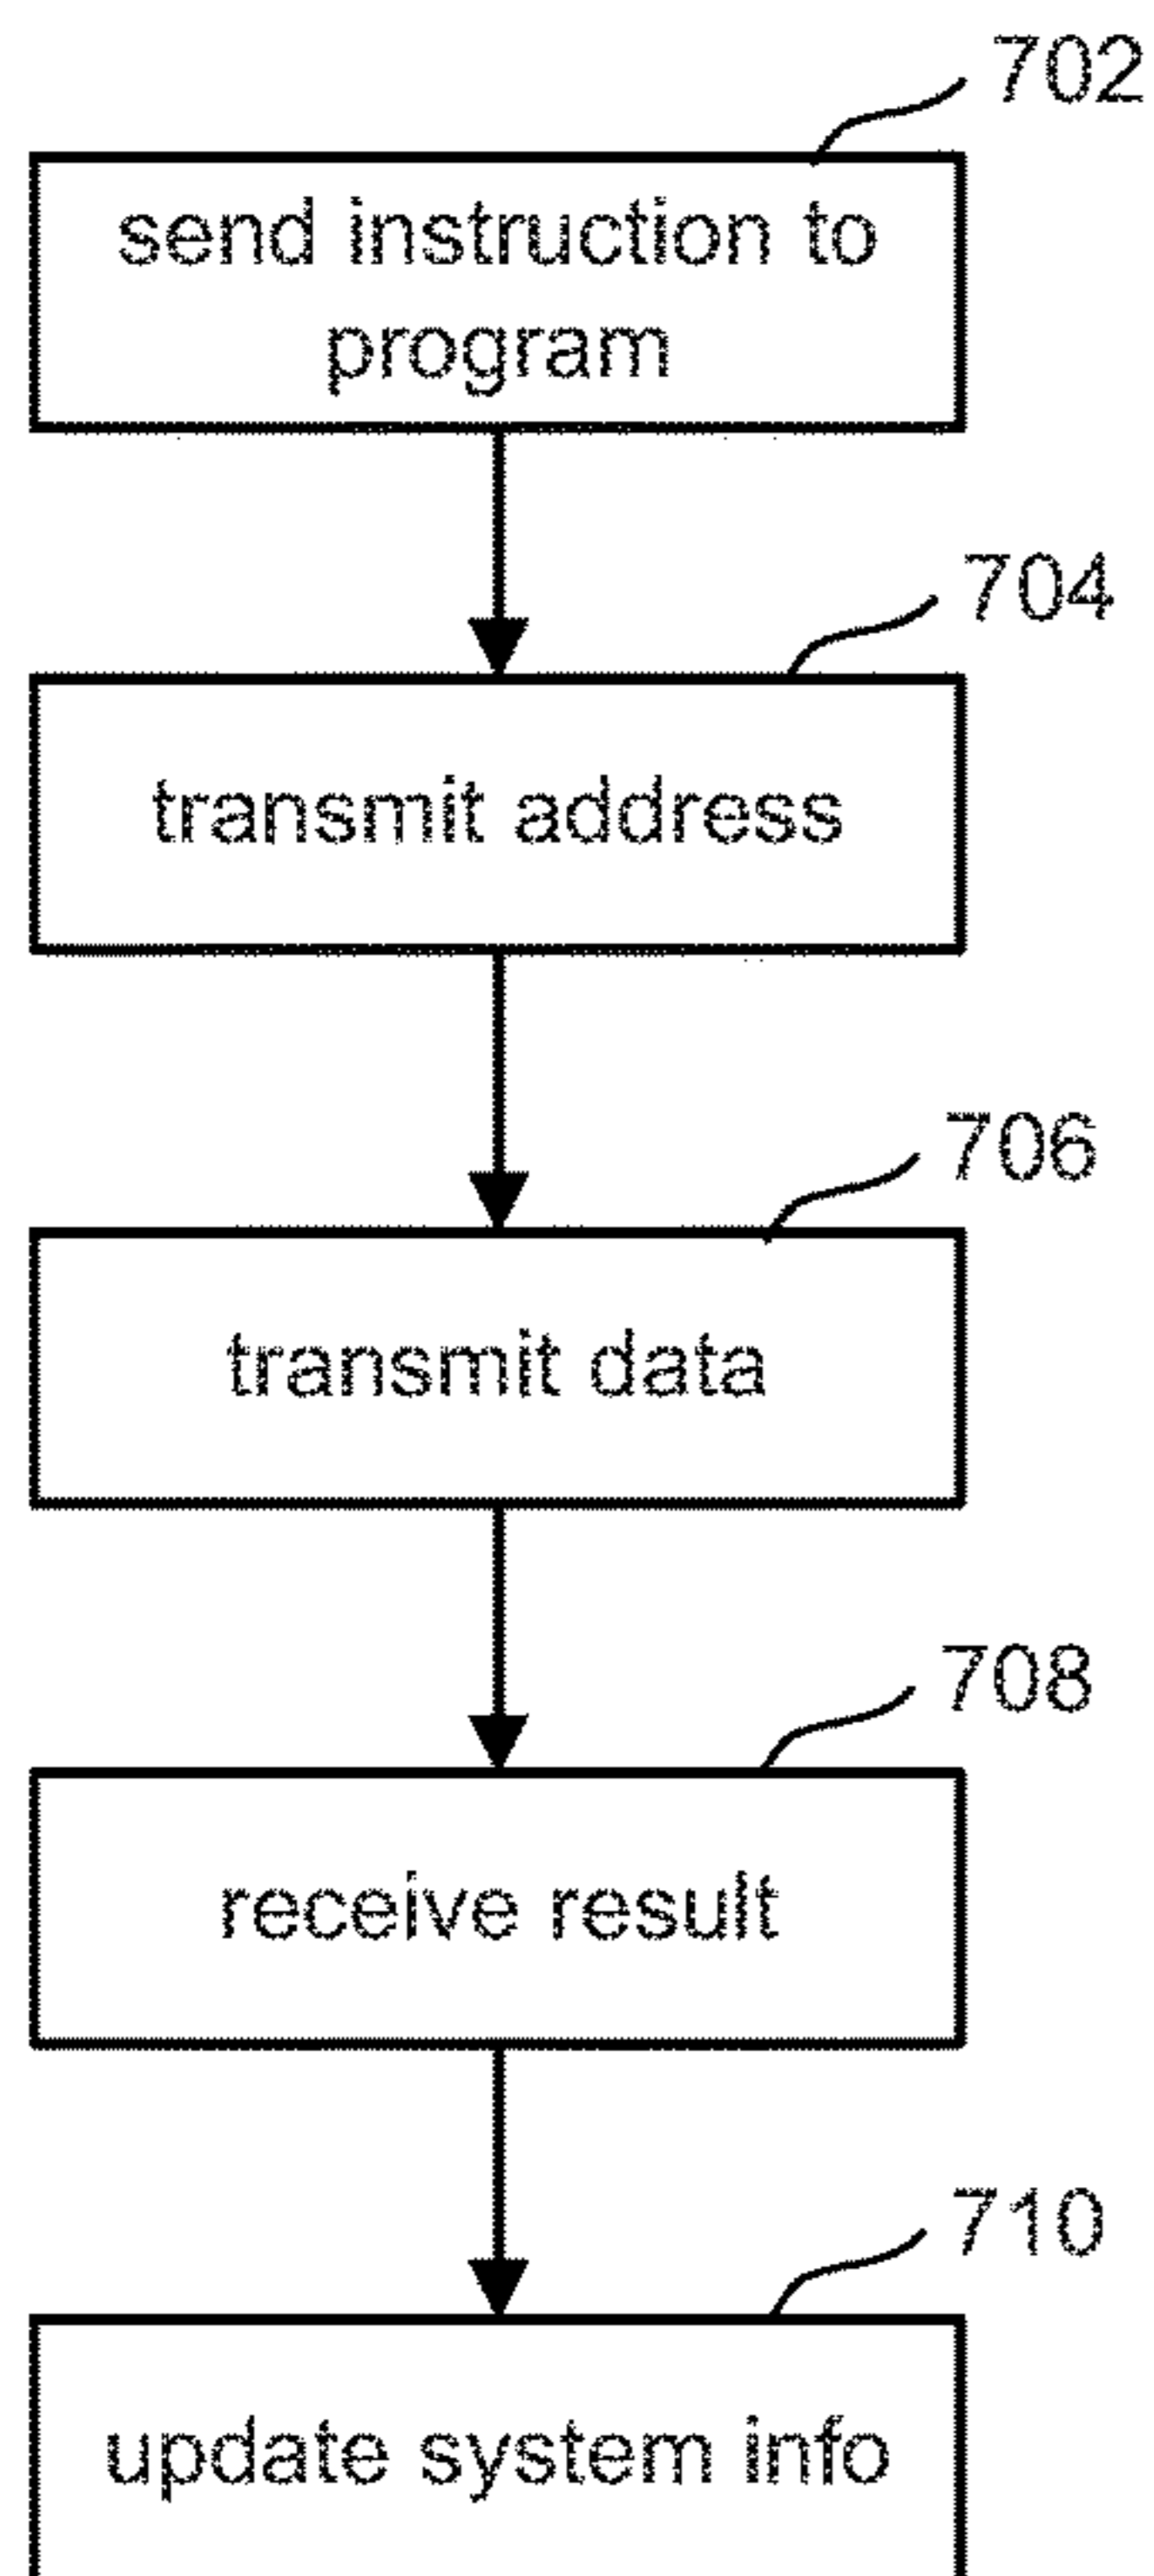 702
send instruction to
program
704
transmit address
706
transmit data
708
receive result
710
update system info